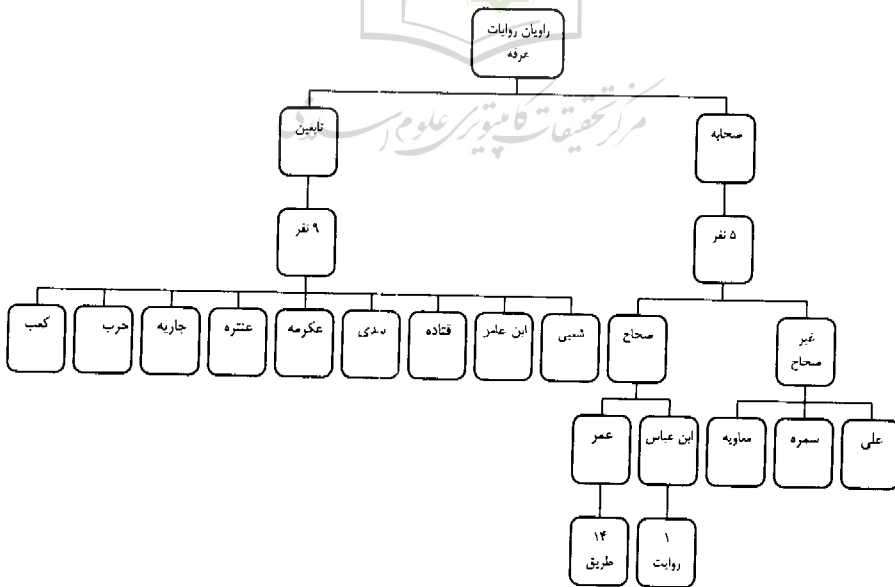 راویان روایات
عرفه
مرکز تحقیقات کامپیوتری علوم اسلامی
صحابه
تابعین
۵ نفر
۹ نفر
غیر
صحاح
صحاح
شعبی
ابن عامر
قتاده
سدی
عکرمه
عنتره
جاریه
حرب
کعب
علی
سمره
معاویه
ابن عباس
عمر
۱
روایت
۱۴
طریق